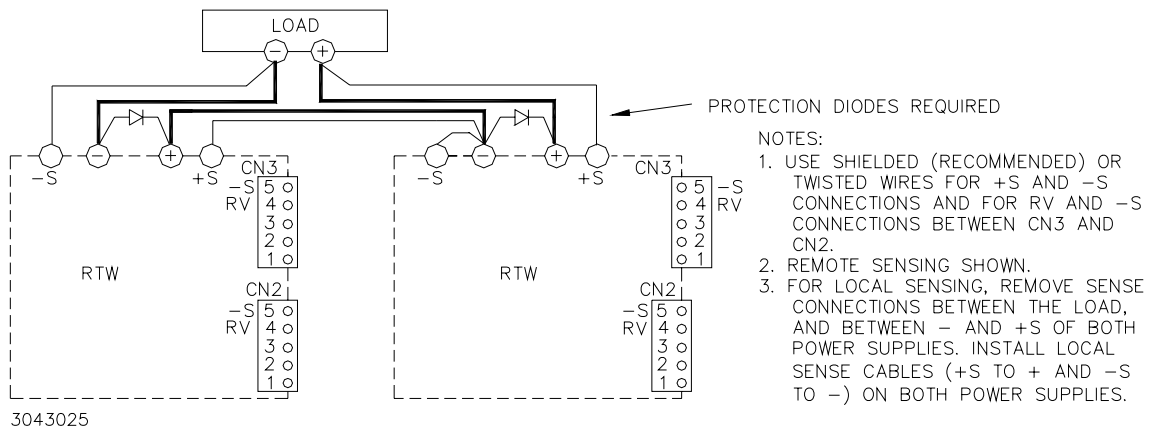 LOAD
− +
PROTECTION DIODES REQUIRED
− + − +
−S +S −S +S
CN3
−S 5
RV 4
3
2
1
RTW
CN2
−S 5
RV 4
3
2
1
CN3
5 −S
4 RV
3
2
1
RTW
CN2
−S 5
RV 4
3
2
1
NOTES:
1. USE SHIELDED (RECOMMENDED) OR
TWISTED WIRES FOR +S AND −S
CONNECTIONS AND FOR RV AND −S
CONNECTIONS BETWEEN CN3 AND
CN2.
2. REMOTE SENSING SHOWN.
3. FOR LOCAL SENSING, REMOVE SENSE
CONNECTIONS BETWEEN THE LOAD,
AND BETWEEN − AND +S OF BOTH
POWER SUPPLIES. INSTALL LOCAL
SENSE CABLES (+S TO + AND −S
TO −) ON BOTH POWER SUPPLIES.
3043025